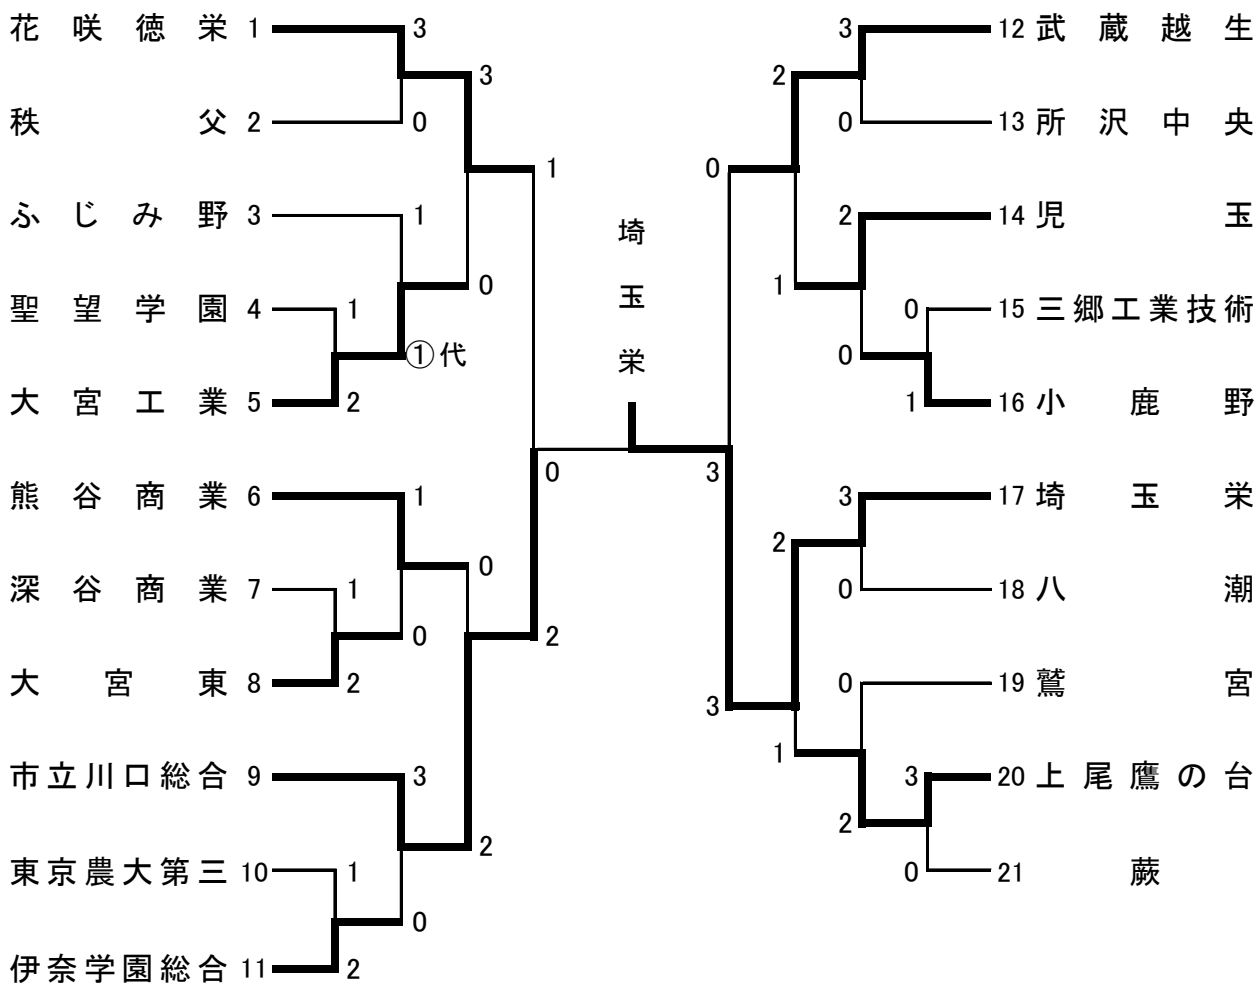 花咲徳栄 1 3
3
秩父 2 0
1
ふじみ野 3 1
0
聖望学園 4 1
①代
大宮工業 5 2
0
熊谷商業 6 1
0
深谷商業 7 1
0
2
大宮東 8 2
市立川口総合 9 3
2
東京農大第三 10 1
0
伊奈学園総合 11 2
埼玉栄
3 12 武蔵越生
2
0 13 所沢中央
0
2 14 児玉
1
0 15 三郷工業技術
0
1 16 小鹿野
3
3 17 埼玉栄
2
0 18 八潮
0 19 鷲宮
3
1
3 20 上尾鷹の台
2
0 21 蕨